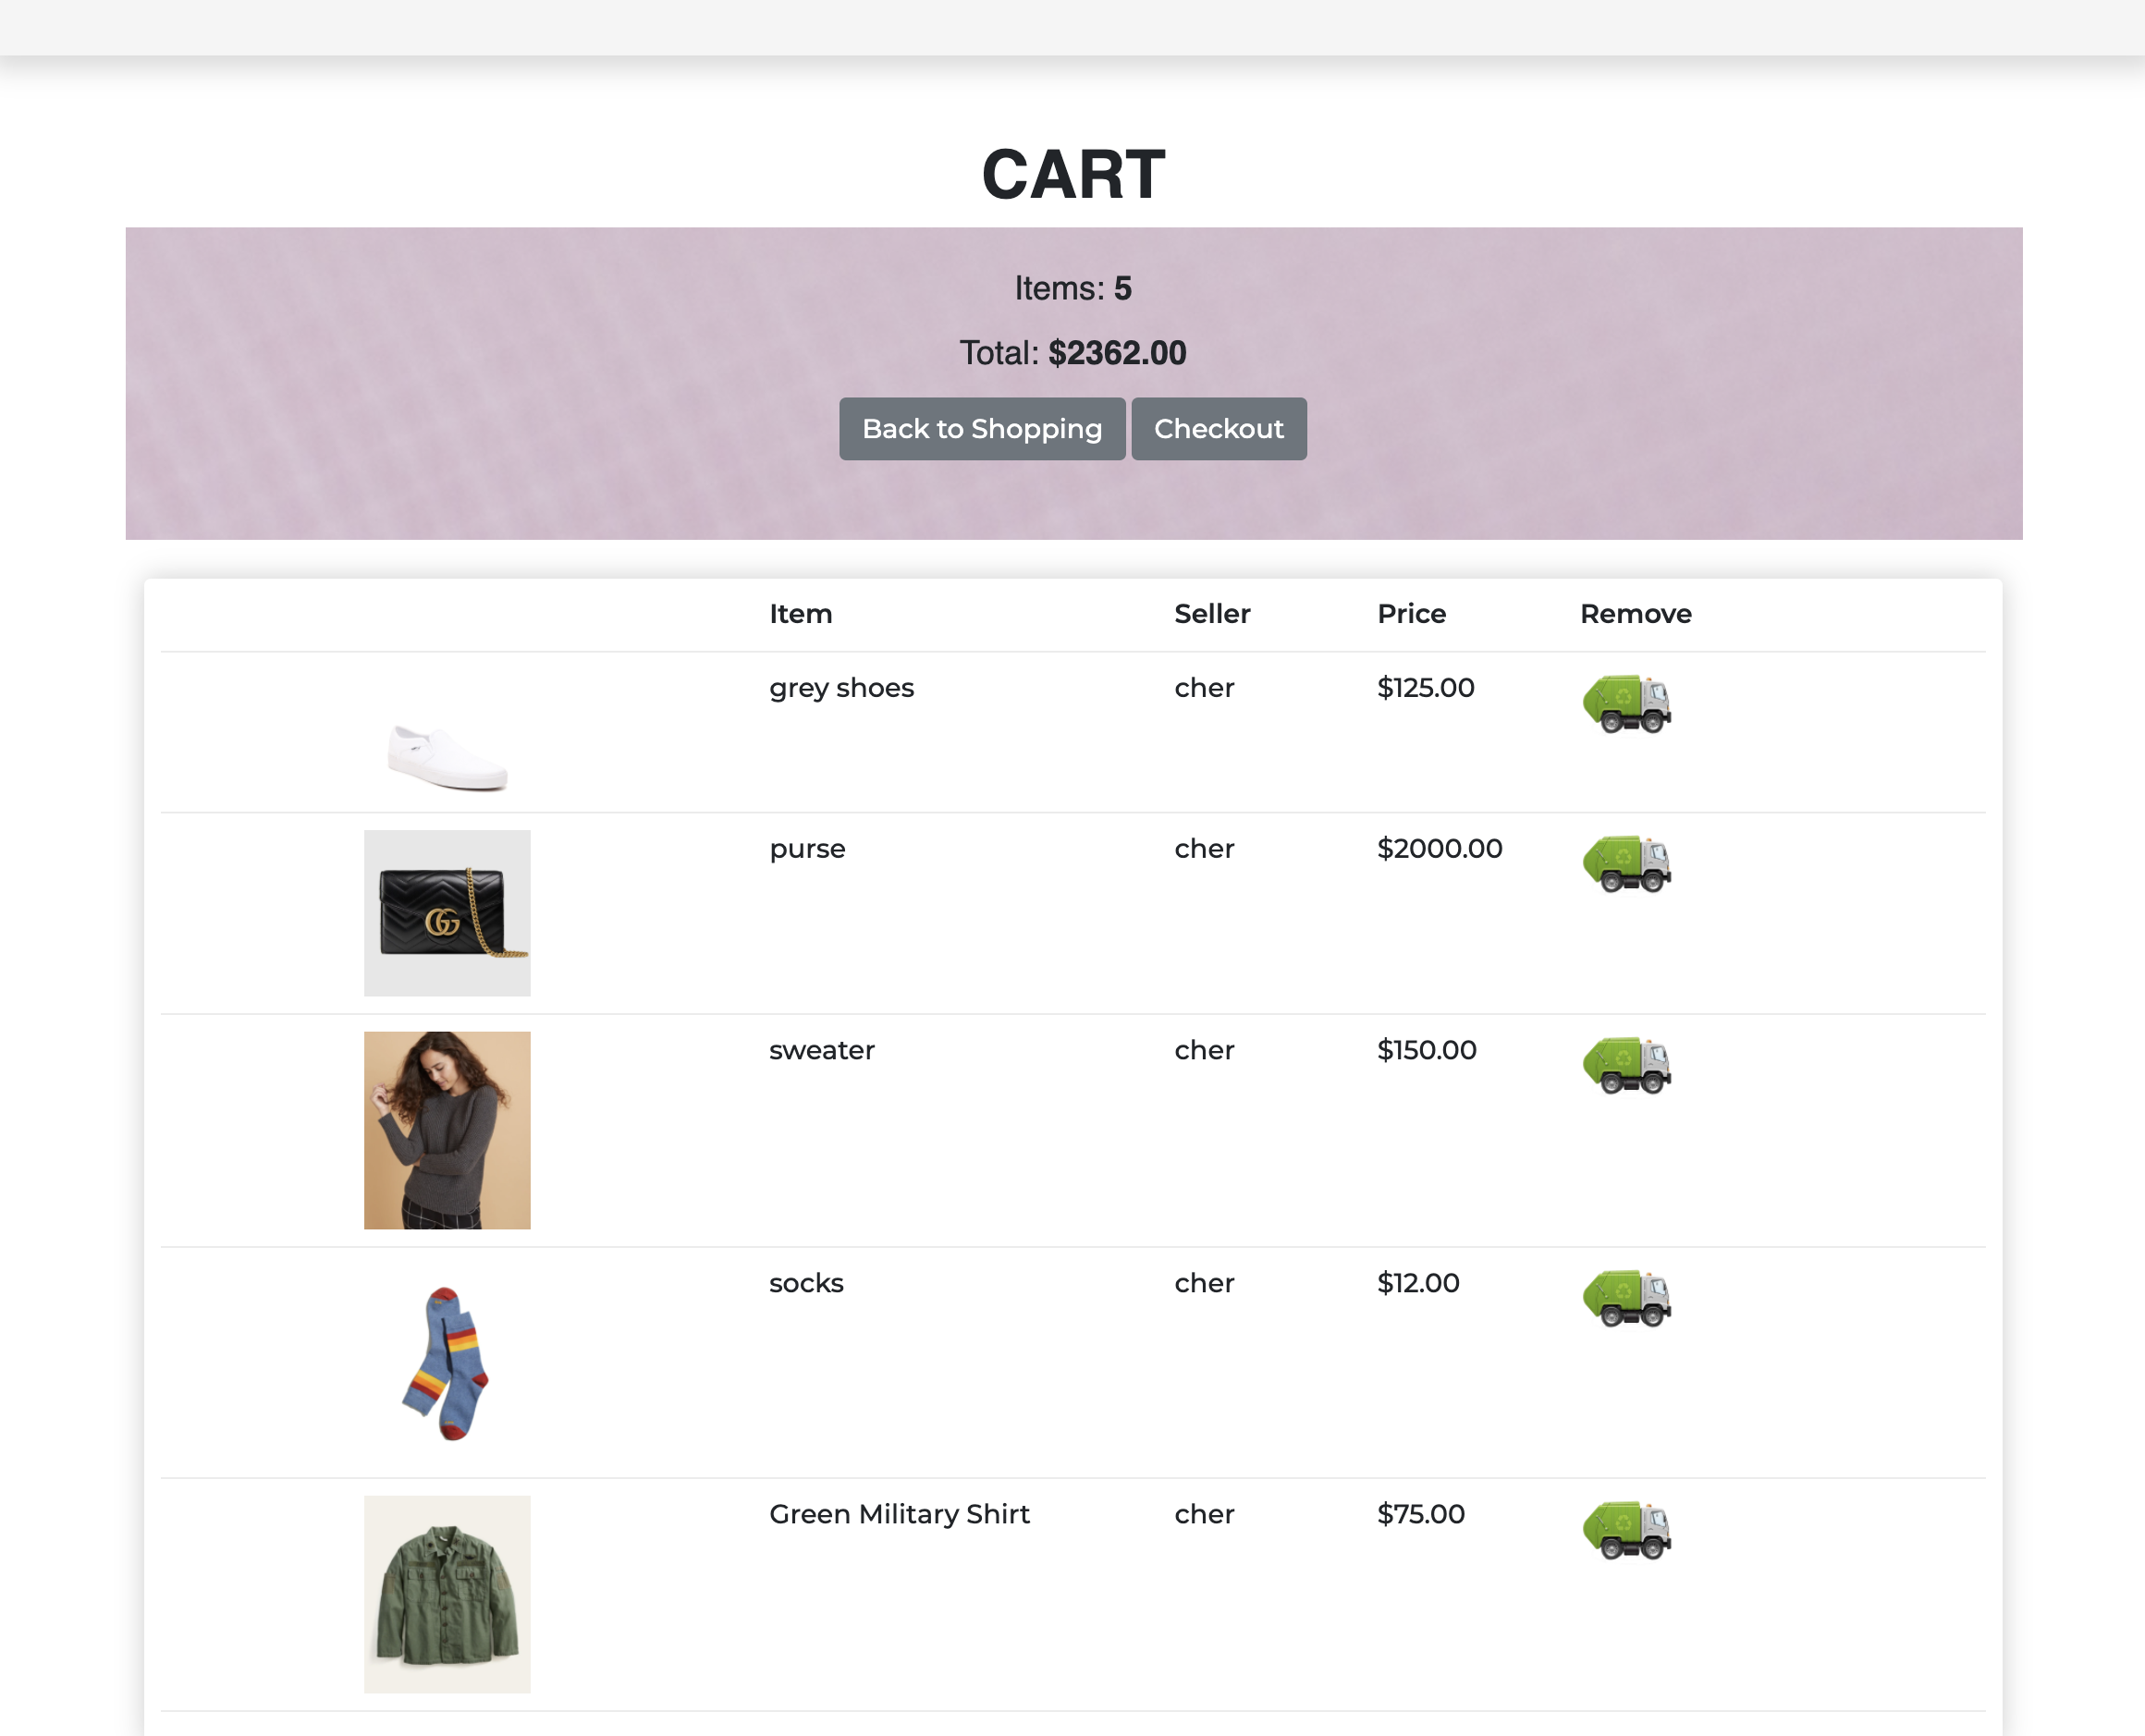 CART
Items: 5
Total: $2362.00
Back to Shopping Checkout
Item Seller Price Remove
grey shoes cher $125.00
purse cher $2000.00
sweater cher $150.00
socks cher $12.00
Green Military Shirt cher $75.00